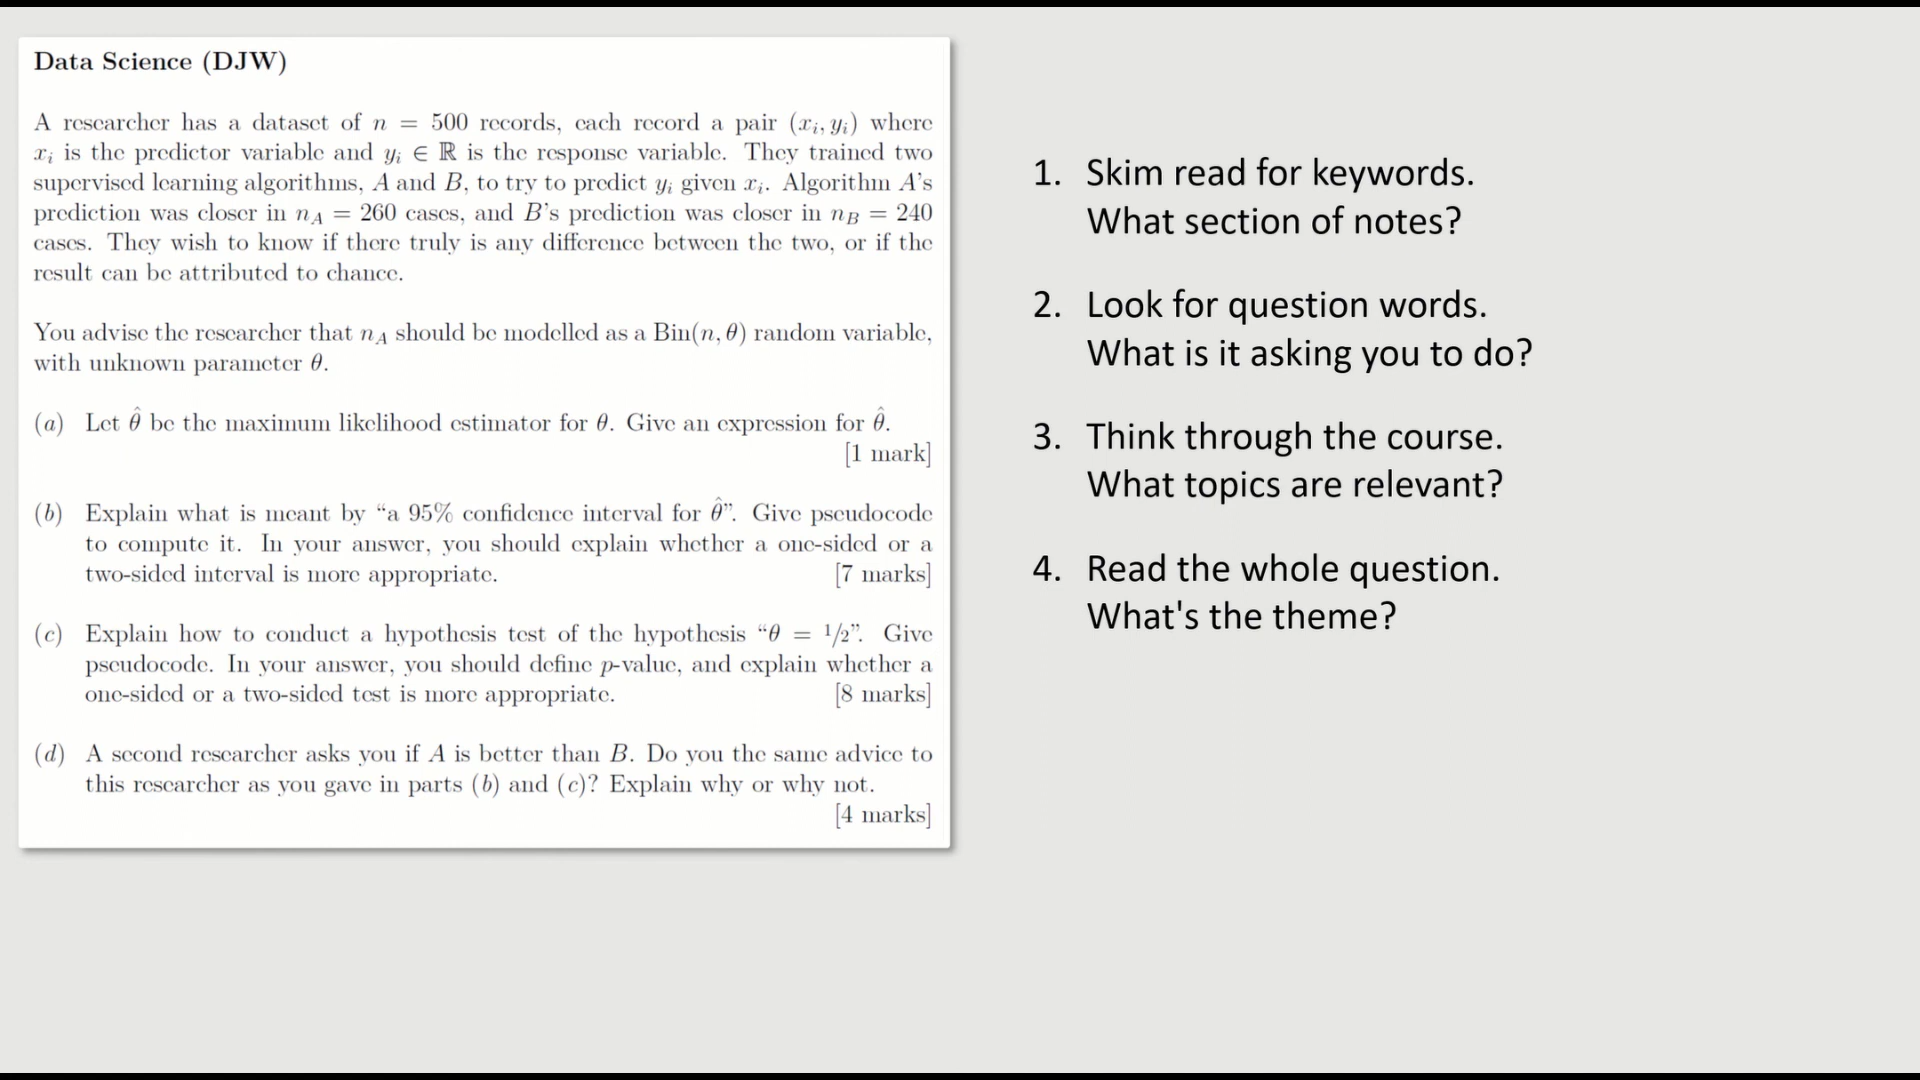 Data Science (DJW)
A researcher has a dataset of n = 500 records, each record a pair (xᵢ, yᵢ) where
xᵢ is the predictor variable and yᵢ ∈ ℝ is the response variable. They trained two
supervised learning algorithms, A and B, to try to predict yᵢ given xᵢ. Algorithm A's
prediction was closer in n_A = 260 cases, and B's prediction was closer in n_B = 240
cases. They wish to know if there truly is any difference between the two, or if the
result can be attributed to chance.
You advise the researcher that n_A should be modelled as a Bin(n, θ) random variable,
with unknown parameter θ.
(a) Let θ̂ be the maximum likelihood estimator for θ. Give an expression for θ̂.
[1 mark]
(b) Explain what is meant by “a 95% confidence interval for θ̂”. Give pseudocode
to compute it. In your answer, you should explain whether a one-sided or a
two-sided interval is more appropriate. [7 marks]
(c) Explain how to conduct a hypothesis test of the hypothesis “θ = 1/2”. Give
pseudocode. In your answer, you should define p-value, and explain whether a
one-sided or a two-sided test is more appropriate. [8 marks]
(d) A second researcher asks you if A is better than B. Do you the same advice to
this researcher as you gave in parts (b) and (c)? Explain why or why not.
[4 marks]
1. Skim read for keywords.
What section of notes?
2. Look for question words.
What is it asking you to do?
3. Think through the course.
What topics are relevant?
4. Read the whole question.
What's the theme?